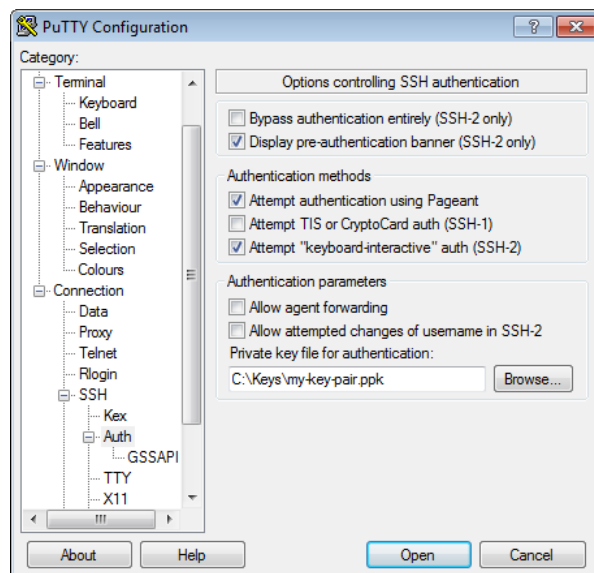 PuTTY Configuration
Category:
Terminal
Keyboard
Bell
Features
Window
Appearance
Behaviour
Translation
Selection
Colours
Connection
Data
Proxy
Telnet
Rlogin
SSH
Kex
Auth
GSSAPI
TTY
X11
Options controlling SSH authentication
Bypass authentication entirely (SSH-2 only)
Display pre-authentication banner (SSH-2 only)
Authentication methods
Attempt authentication using Pageant
Attempt TIS or CryptoCard auth (SSH-1)
Attempt "keyboard-interactive" auth (SSH-2)
Authentication parameters
Allow agent forwarding
Allow attempted changes of username in SSH-2
Private key file for authentication:
C:\Keys\my-key-pair.ppk
Browse...
About
Help
Open
Cancel